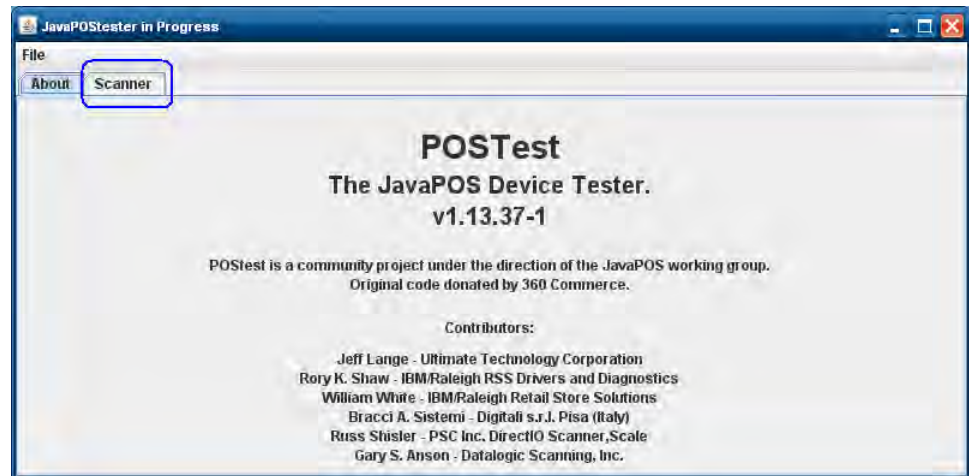 JavaPOStester in Progress
File
About Scanner
POSTest
The JavaPOS Device Tester.
v1.13.37-1
POStest is a community project under the direction of the JavaPOS working group.
Original code donated by 360 Commerce.
Contributors:
Jeff Lange - Ultimate Technology Corporation
Rory K. Shaw - IBM/Raleigh RSS Drivers and Diagnostics
William White - IBM/Raleigh Retail Store Solutions
Bracci A. Sistemi - Digitali s.r.l. Pisa (Italy)
Russ Shisler - PSC Inc. DirectIO Scanner,Scale
Gary S. Anson - Datalogic Scanning, Inc.